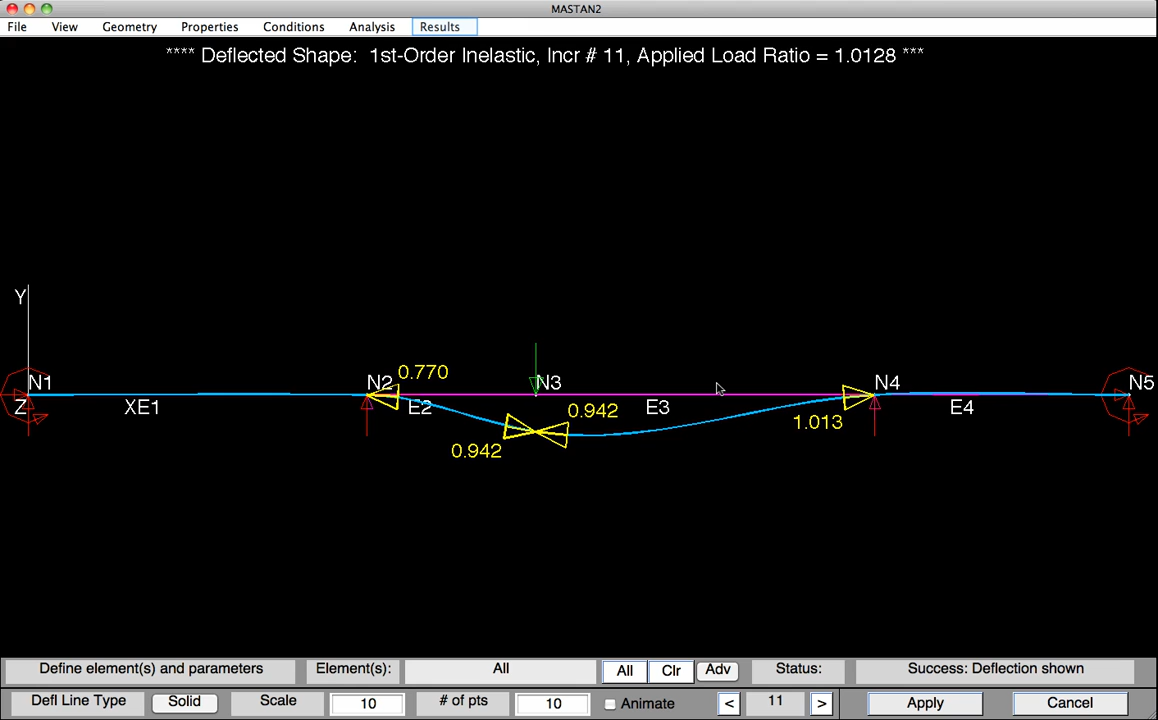 MASTAN2
File View Geometry Properties Conditions Analysis Results
**** Deflected Shape: 1st-Order Inelastic, Incr # 11, Applied Load Ratio = 1.0128 ***
Y
0.770
N1 N2 N3 N4 N5
Z XE1 E2 E3 E4
0.942
1.013
0.942
Define element(s) and parameters Element(s): All All Clr Adv Status: Success: Deflection shown
Defl Line Type Solid Scale 10 # of pts 10 Animate < 11 > Apply Cancel